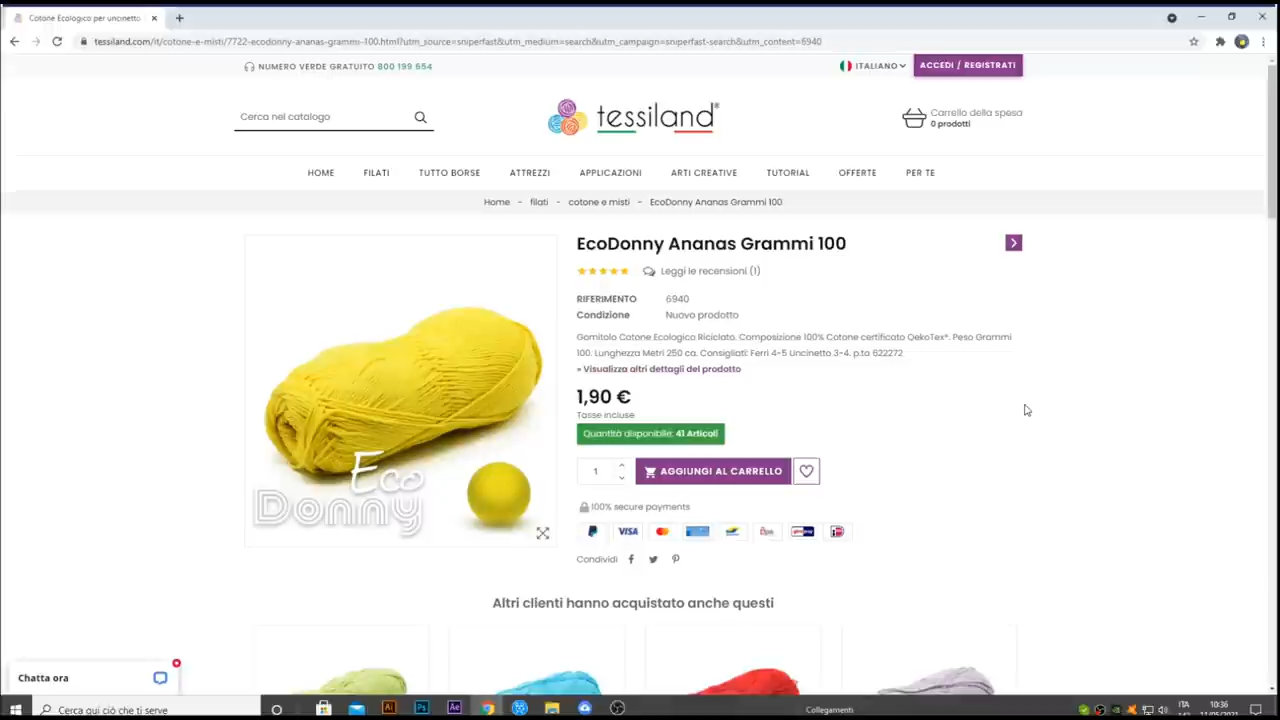 Cotone Ecologico per uncinetto
tessiland.com/it/cotone-e-misti/7722-ecodonny-ananas-grammi-100.html?utm_source=sniperfast&utm_medium=search&utm_campaign=sniperfast-search&utm_content=6940
NUMERO VERDE GRATUITO 800 199 654
ITALIANO
ACCEDI / REGISTRATI
Cerca nel catalogo
tessiland®
Carrello della spesa
0 prodotti
HOME FILATI TUTTO BORSE ATTREZZI APPLICAZIONI ARTI CREATIVE TUTORIAL OFFERTE PER TE
Home - filati - cotone e misti - EcoDonny Ananas Grammi 100
EcoDonny Ananas Grammi 100
Leggi le recensioni (1)
RIFERIMENTO 6940
Condizione Nuovo prodotto
Gomitolo Cotone Ecologico Riciclato. Composizione 100% Cotone certificato OekoTex®. Peso Grammi
100. Lunghezza Metri 250 ca. Consigliati: Ferri 4-5 Uncinetto 3-4. p.ta 622272
» Visualizza altri dettagli del prodotto
1,90 €
Tasse incluse
Quantità disponibile: 41 Articoli
1
AGGIUNGI AL CARRELLO
Eco
Donny
100% secure payments
VISA
Condividi
Altri clienti hanno acquistato anche questi
Chatta ora
Cerca qui ciò che ti serve
Ai
Ps
Ae
Collegamenti
ITA
10:36
11/05/2021